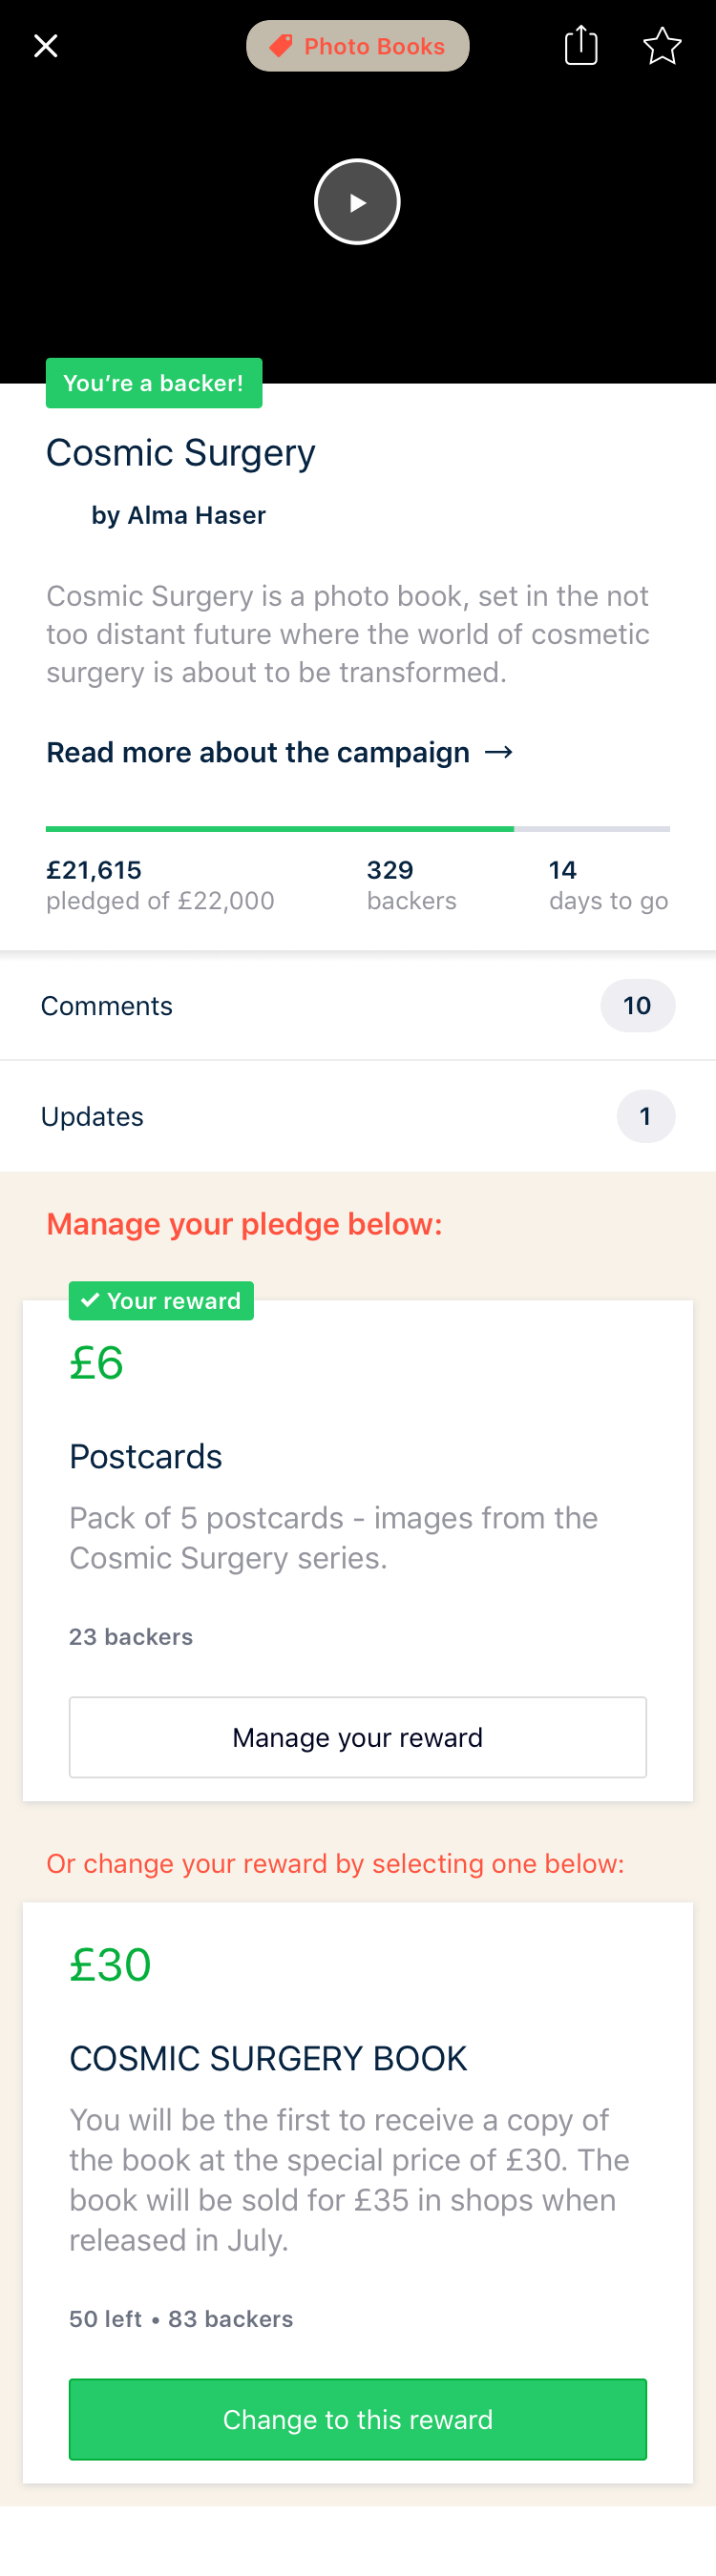 Photo Books
You’re a backer!
Cosmic Surgery
by Alma Haser
Cosmic Surgery is a photo book, set in the not
too distant future where the world of cosmetic
surgery is about to be transformed.
Read more about the campaign →
£21,615
pledged of £22,000
329
backers
14
days to go
Comments
10
Updates
1
Manage your pledge below:
✓ Your reward
£6
Postcards
Pack of 5 postcards - images from the
Cosmic Surgery series.
23 backers
Manage your reward
Or change your reward by selecting one below:
£30
COSMIC SURGERY BOOK
You will be the first to receive a copy of
the book at the special price of £30. The
book will be sold for £35 in shops when
released in July.
50 left • 83 backers
Change to this reward